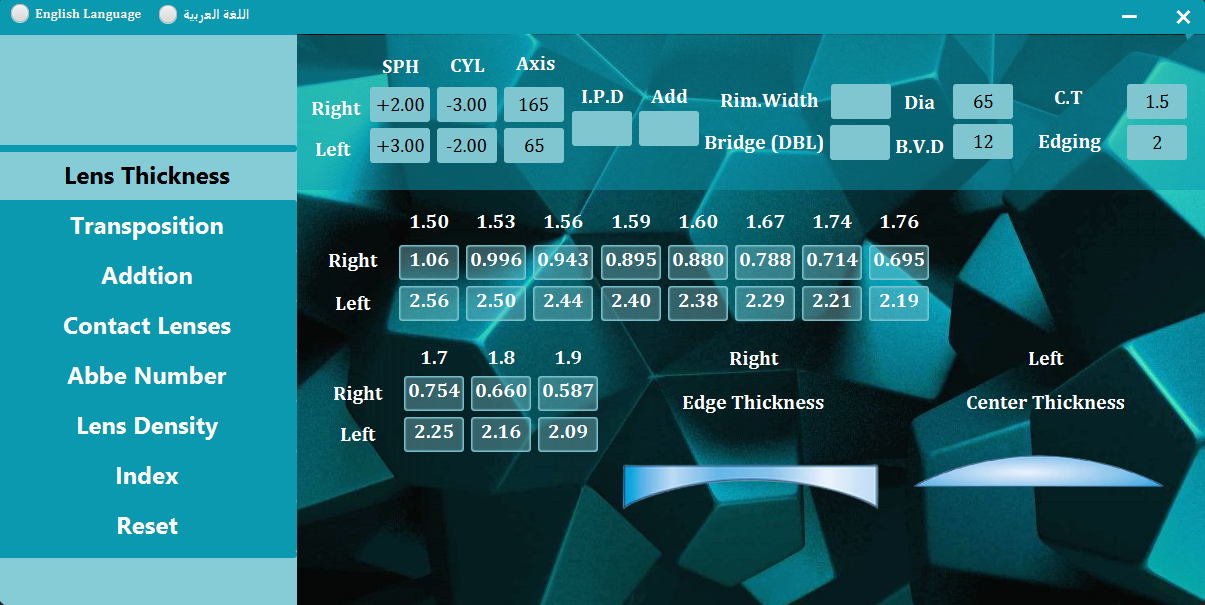 English Language اللغة العربية
Lens Thickness
Transposition
Addtion
Contact Lenses
Abbe Number
Lens Density
Index
Reset
SPH CYL Axis
Right +2.00 -3.00 165
Left +3.00 -2.00 65
I.P.D Add
Rim.Width Dia 65 C.T 1.5
Bridge (DBL) B.V.D 12 Edging 2
1.50 1.53 1.56 1.59 1.60 1.67 1.74 1.76
Right 1.06 0.996 0.943 0.895 0.880 0.788 0.714 0.695
Left 2.56 2.50 2.44 2.40 2.38 2.29 2.21 2.19
1.7 1.8 1.9
Right 0.754 0.660 0.587
Left 2.25 2.16 2.09
Right Left
Edge Thickness Center Thickness